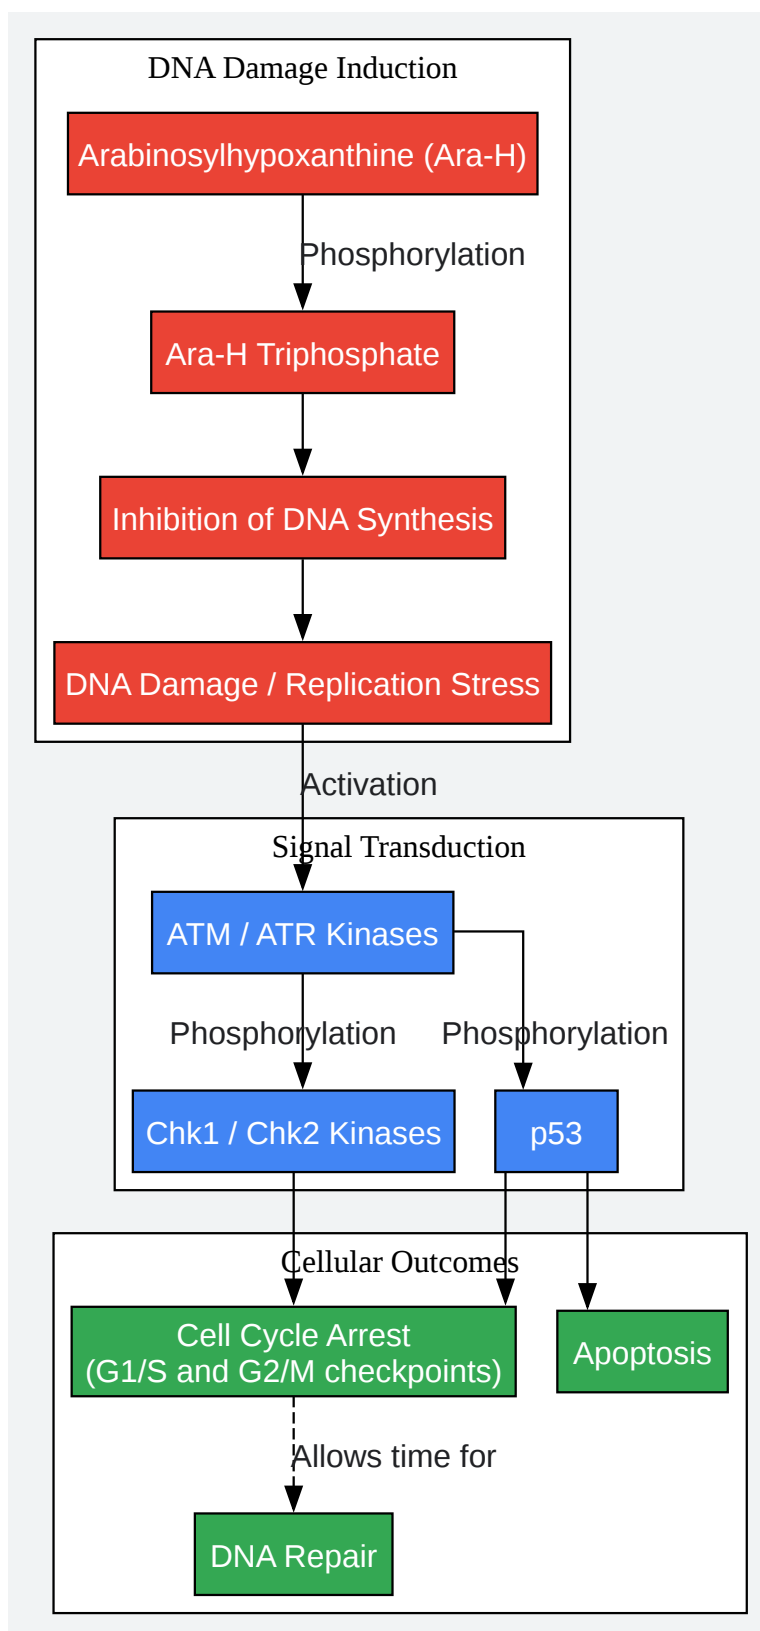 DNA Damage Induction
Arabinosylhypoxanthine (Ara-H)
Phosphorylation
Ara-H Triphosphate
Inhibition of DNA Synthesis
DNA Damage / Replication Stress
Activation
Signal Transduction
ATM / ATR Kinases
Phosphorylation
Phosphorylation
Chk1 / Chk2 Kinases
p53
Cellular Outcomes
Cell Cycle Arrest
(G1/S and G2/M checkpoints)
Apoptosis
Allows time for
DNA Repair